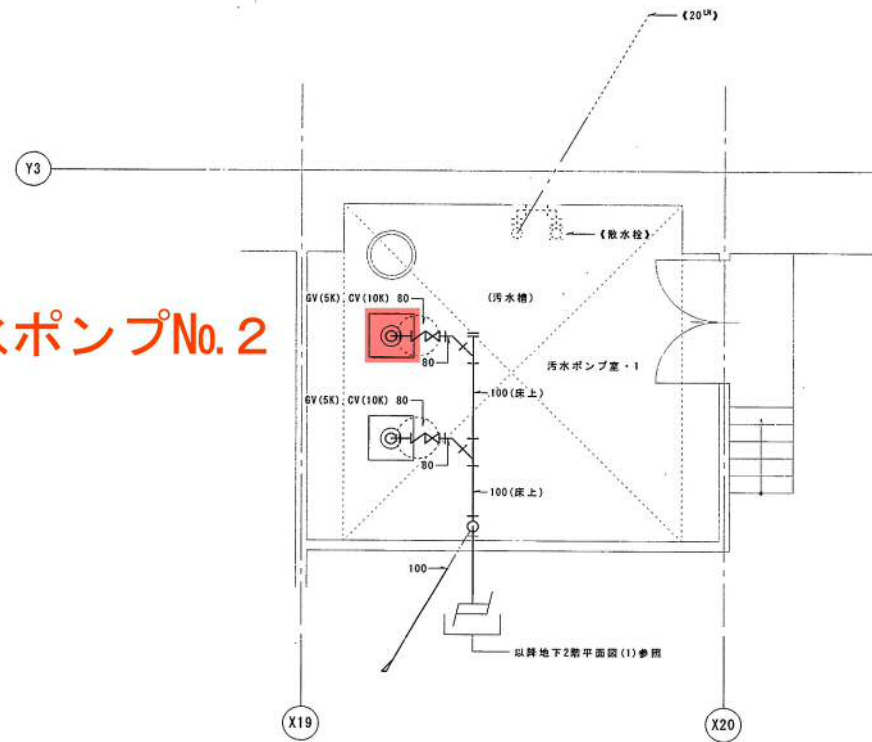 《20LW》
Y3
《散水栓》
GV(5K) CV(10K) 80
(汚水槽)
ポンプNo.2
汚水ポンプ室・1
80
100(床上)
GV(5K) CV(10K) 80
80
100(床上)
100
以降地下2階平面図(1)参照
X19
X20